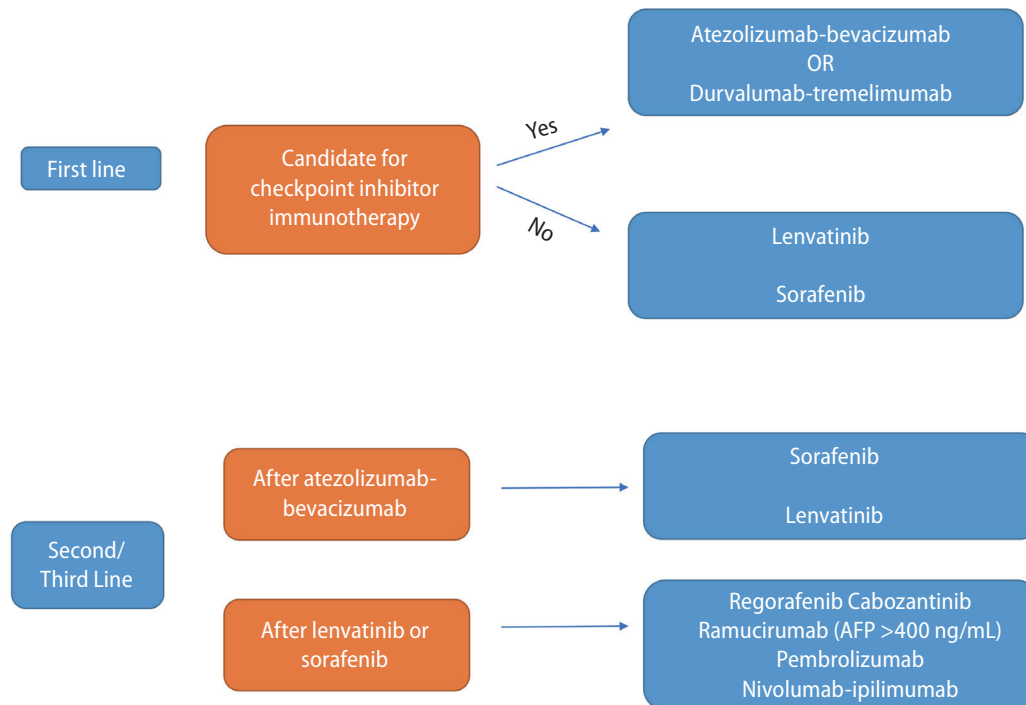 Atezolizumab-bevacizumab
OR
Durvalumab-tremelimumab
First line
Candidate for
checkpoint inhibitor
immunotherapy
Yes
No
Lenvatinib
Sorafenib
After atezolizumab-
bevacizumab
Sorafenib
Lenvatinib
Second/
Third Line
After lenvatinib or
sorafenib
Regorafenib Cabozantinib
Ramucirumab (AFP >400 ng/mL)
Pembrolizumab
Nivolumab-ipilimumab